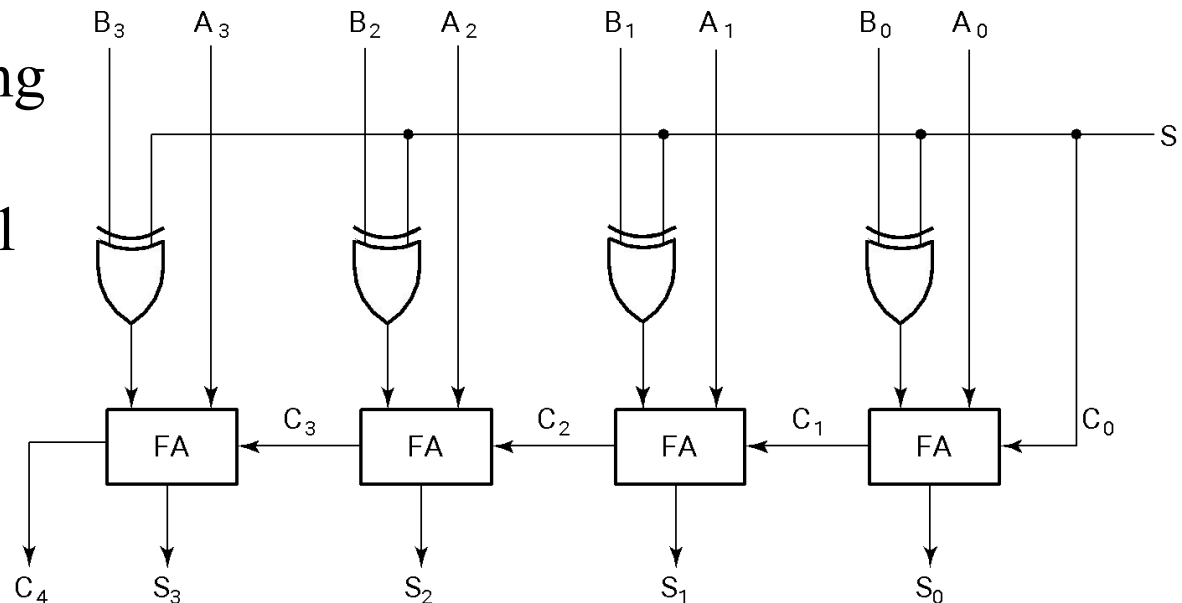 B₃ A₃ B₂ A₂ B₁ A₁ B₀ A₀
ng
S
l
FA C₃ FA C₂ FA C₁ FA C₀
C₄ S₃ S₂ S₁ S₀